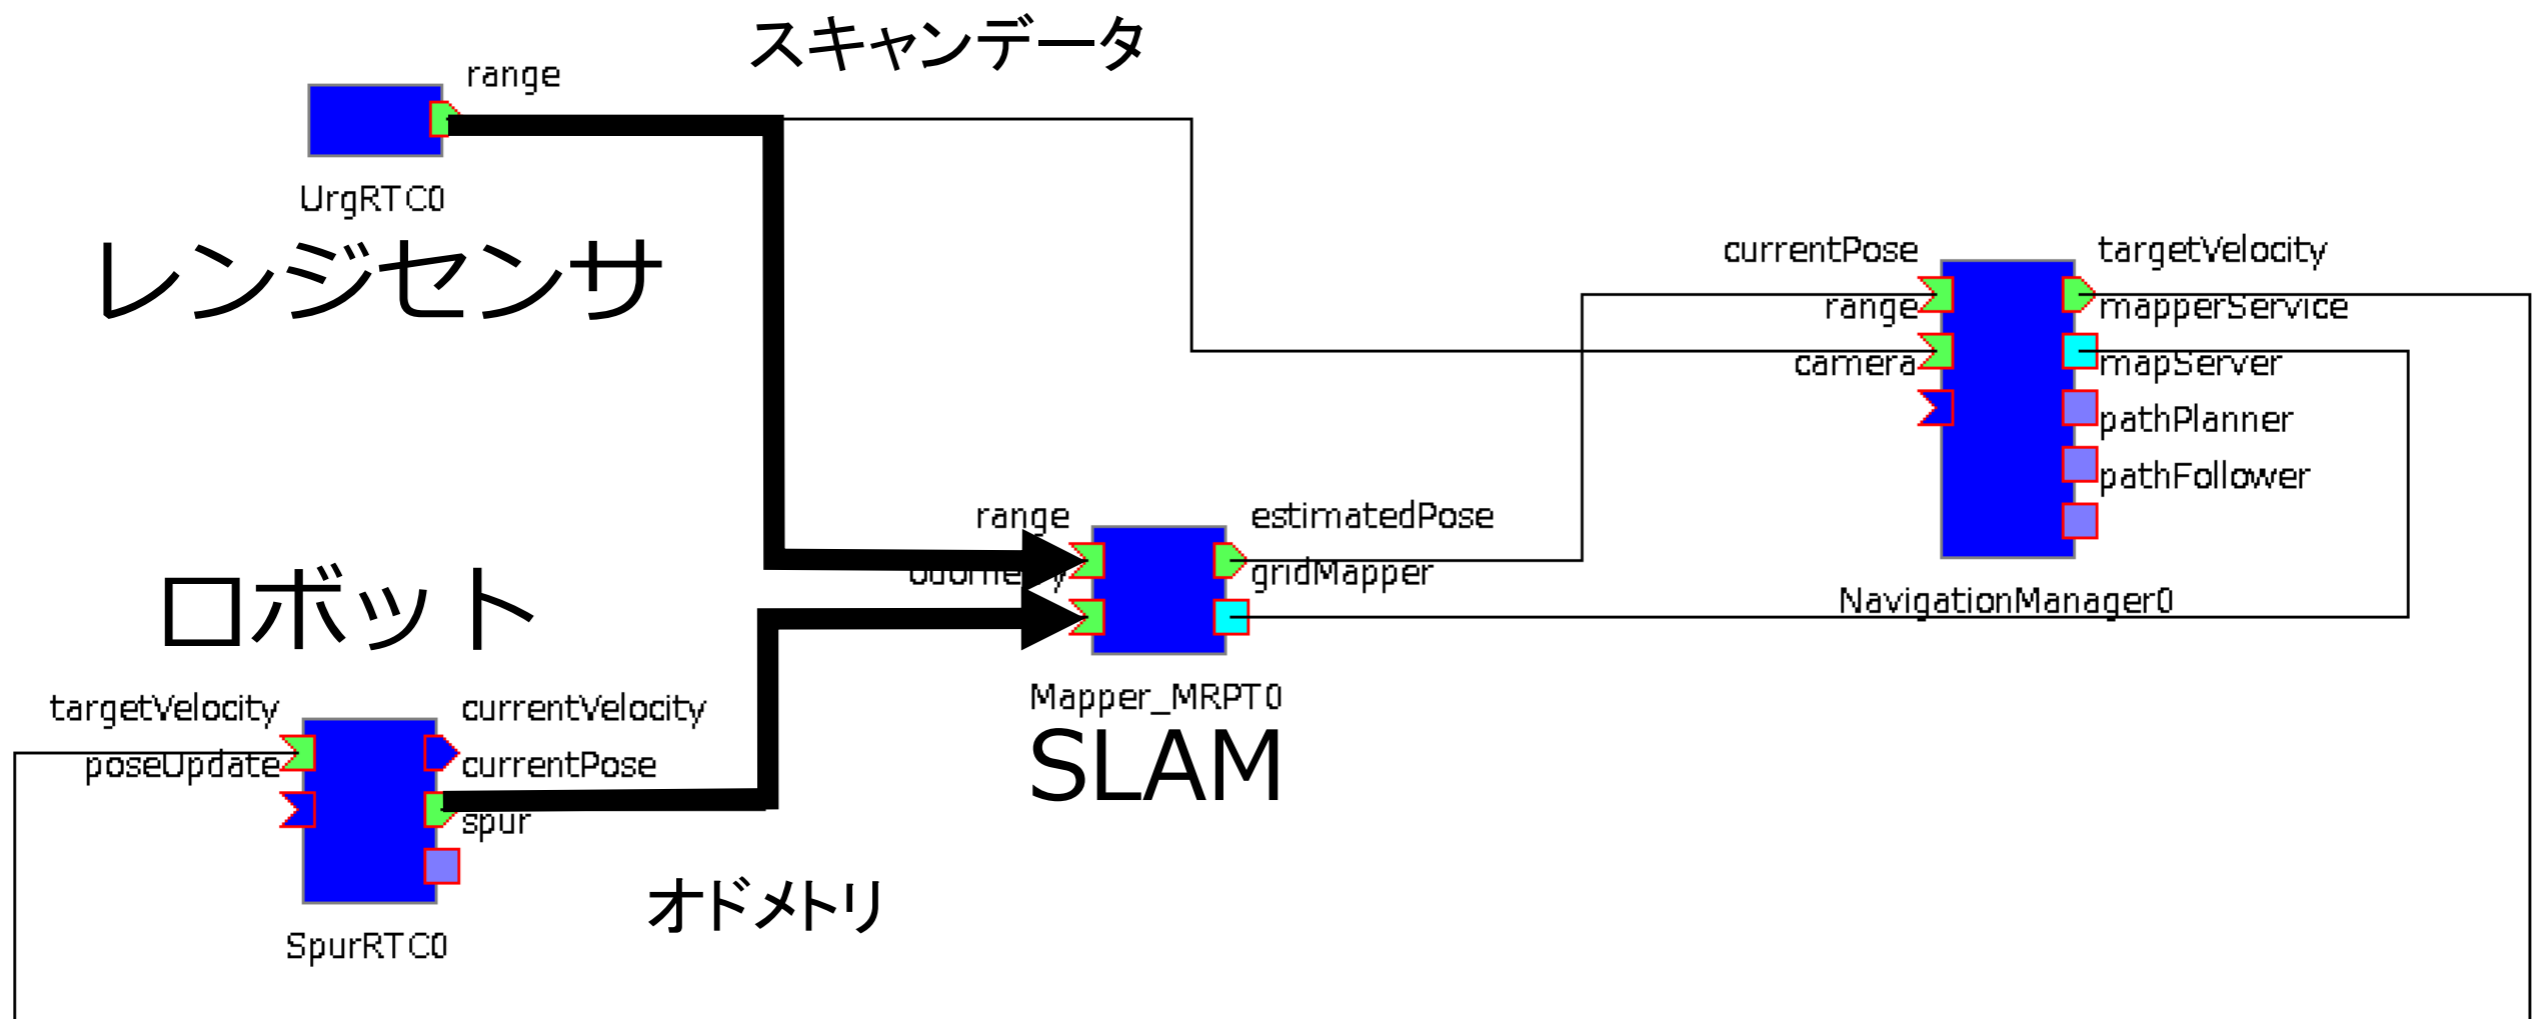 スキャンデータ
range
UrgRTC0
レンジセンサ
currentPose
targetVelocity
range
mapperService
camera
mapServer
pathPlanner
pathFollower
NavigationManager0
range
estimatedPose
gridMapper
Mapper_MRPT0
SLAM
ロボット
targetVelocity
currentVelocity
poseUpdate
currentPose
spur
SpurRTC0
オドメトリ